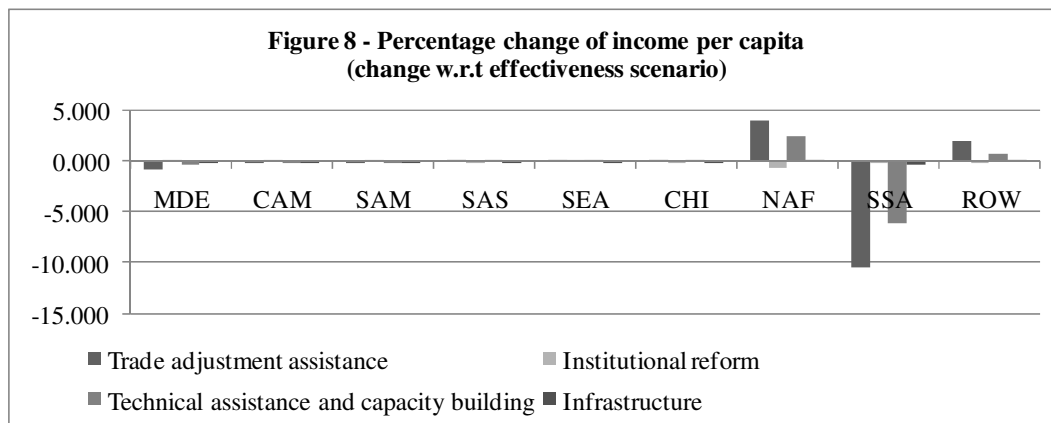 Figure 8 - Percentage change of income per capita
(change w.r.t effectiveness scenario)
5.000
0.000
MDE CAM SAM SAS SEA CHI NAF SSA ROW
-5.000
-10.000
-15.000
Trade adjustment assistance Institutional reform
Technical assistance and capacity building Infrastructure